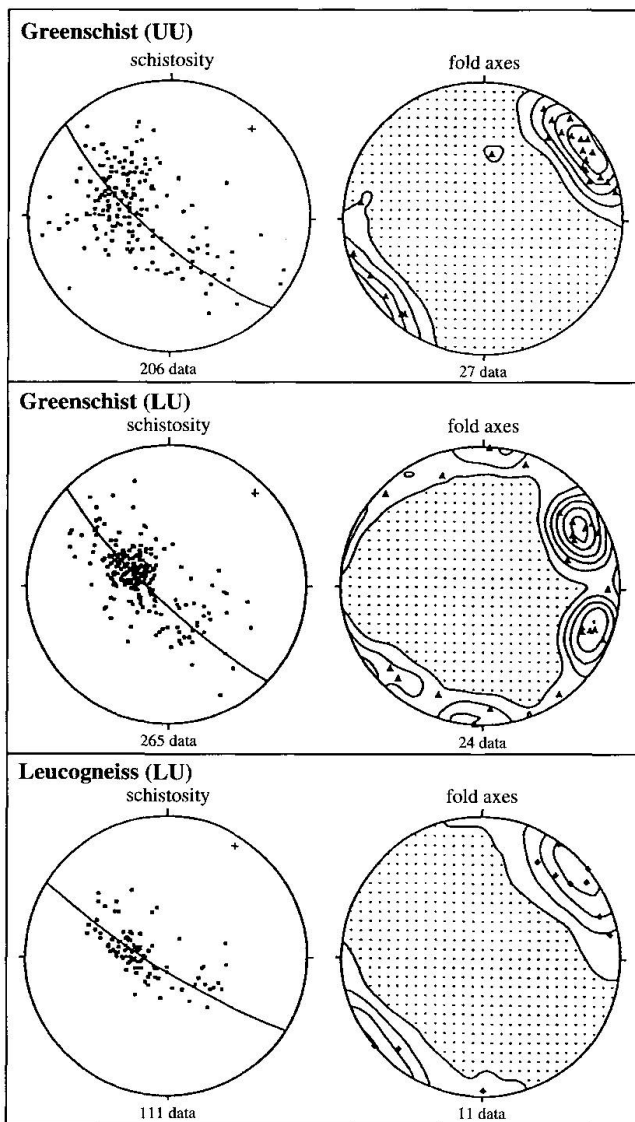 Greenschist (UU)
schistosity
fold axes
206 data
27 data
Greenschist (LU)
schistosity
fold axes
265 data
24 data
Leucogneiss (LU)
schistosity
fold axes
111 data
11 data